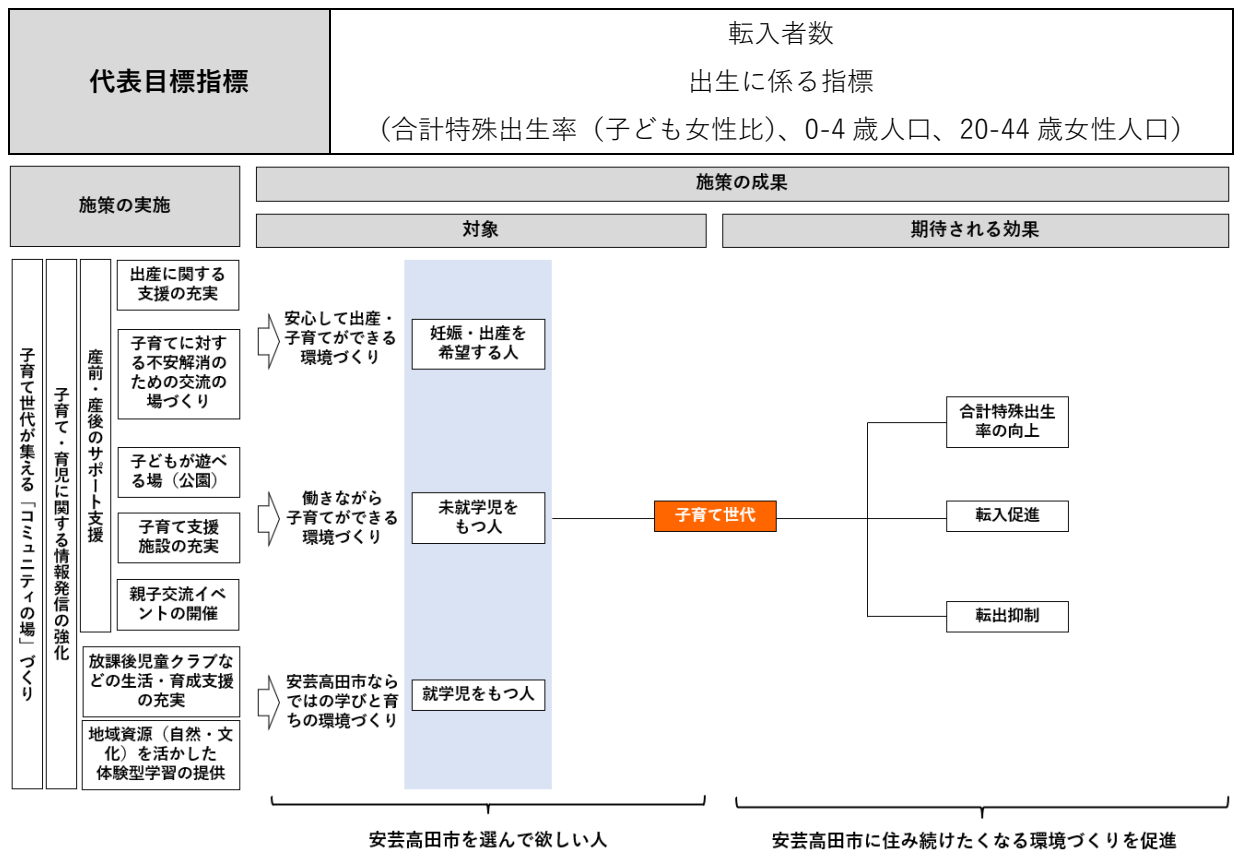 代表目標指標
転入者数
出生に係る指標
（合計特殊出生率（子ども女性比）、0-4 歳人口、20-44 歳女性人口）
施策の実施
施策の成果
対象
期待される効果
子育て世代が集える「コミュニティの場」づくり
子育て・育児に関する情報発信の強化
産前・産後のサポート支援
出産に関する
支援の充実
子育てに対す
る不安解消の
ための交流の
場づくり
子どもが遊べ
る場（公園）
子育て支援
施設の充実
親子交流イベ
ントの開催
放課後児童クラブな
どの生活・育成支援
の充実
地域資源（自然・文
化）を活かした
体験型学習の提供
安心して出産・
子育てができる
環境づくり
働きながら
子育てができる
環境づくり
安芸高田市なら
ではの学びと育
ちの環境づくり
妊娠・出産を
希望する人
未就学児を
もつ人
就学児をもつ人
子育て世代
合計特殊出生
率の向上
転入促進
転出抑制
安芸高田市を選んで欲しい人
安芸高田市に住み続けたくなる環境づくりを促進